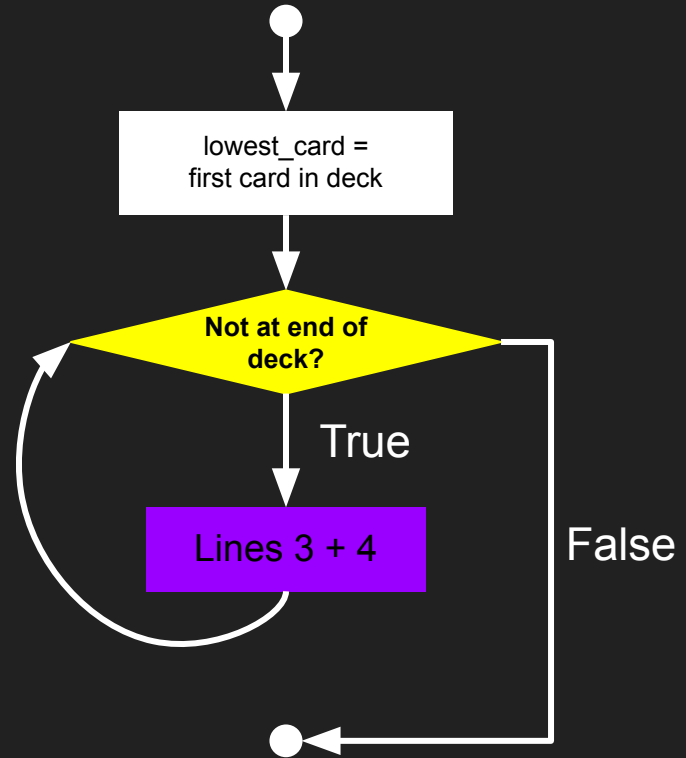 lowest_card =
first card in deck
Not at end of
deck?
True
Lines 3 + 4
False